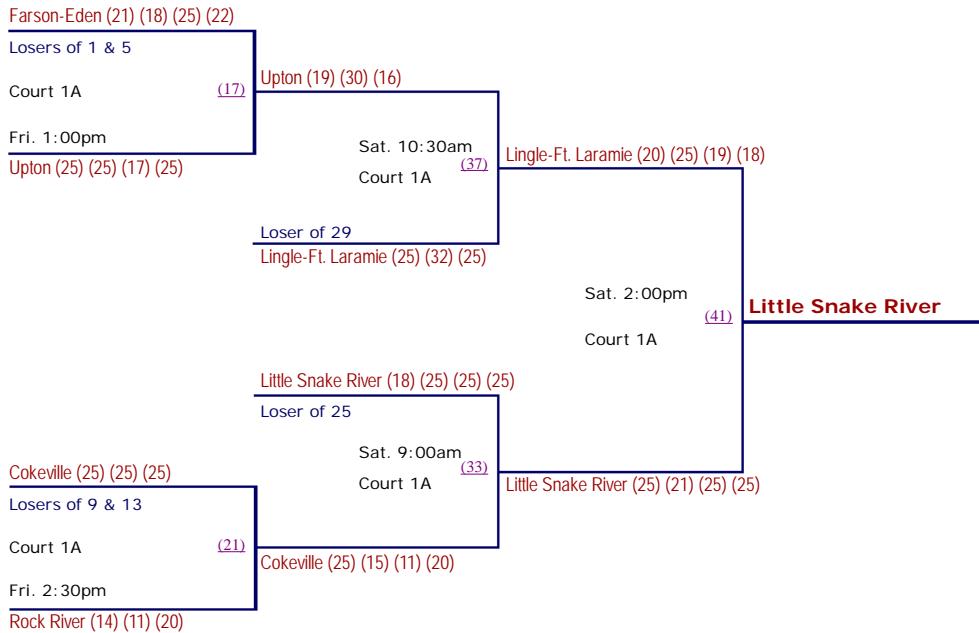 Farson-Eden (21) (18) (25) (22)
Losers of 1 & 5
Court 1A
(17)
Fri. 1:00pm
Upton (25) (25) (17) (25)
Upton (19) (30) (16)
Sat. 10:30am
(37)
Court 1A
Loser of 29
Lingle-Ft. Laramie (25) (32) (25)
Lingle-Ft. Laramie (20) (25) (19) (18)
Sat. 2:00pm
(41)
Court 1A
Little Snake River
Little Snake River (18) (25) (25) (25)
Loser of 25
Sat. 9:00am
(33)
Court 1A
Little Snake River (25) (21) (25) (25)
Cokeville (25) (25) (25)
Losers of 9 & 13
Court 1A
(21)
Fri. 2:30pm
Rock River (14) (11) (20)
Cokeville (25) (15) (11) (20)